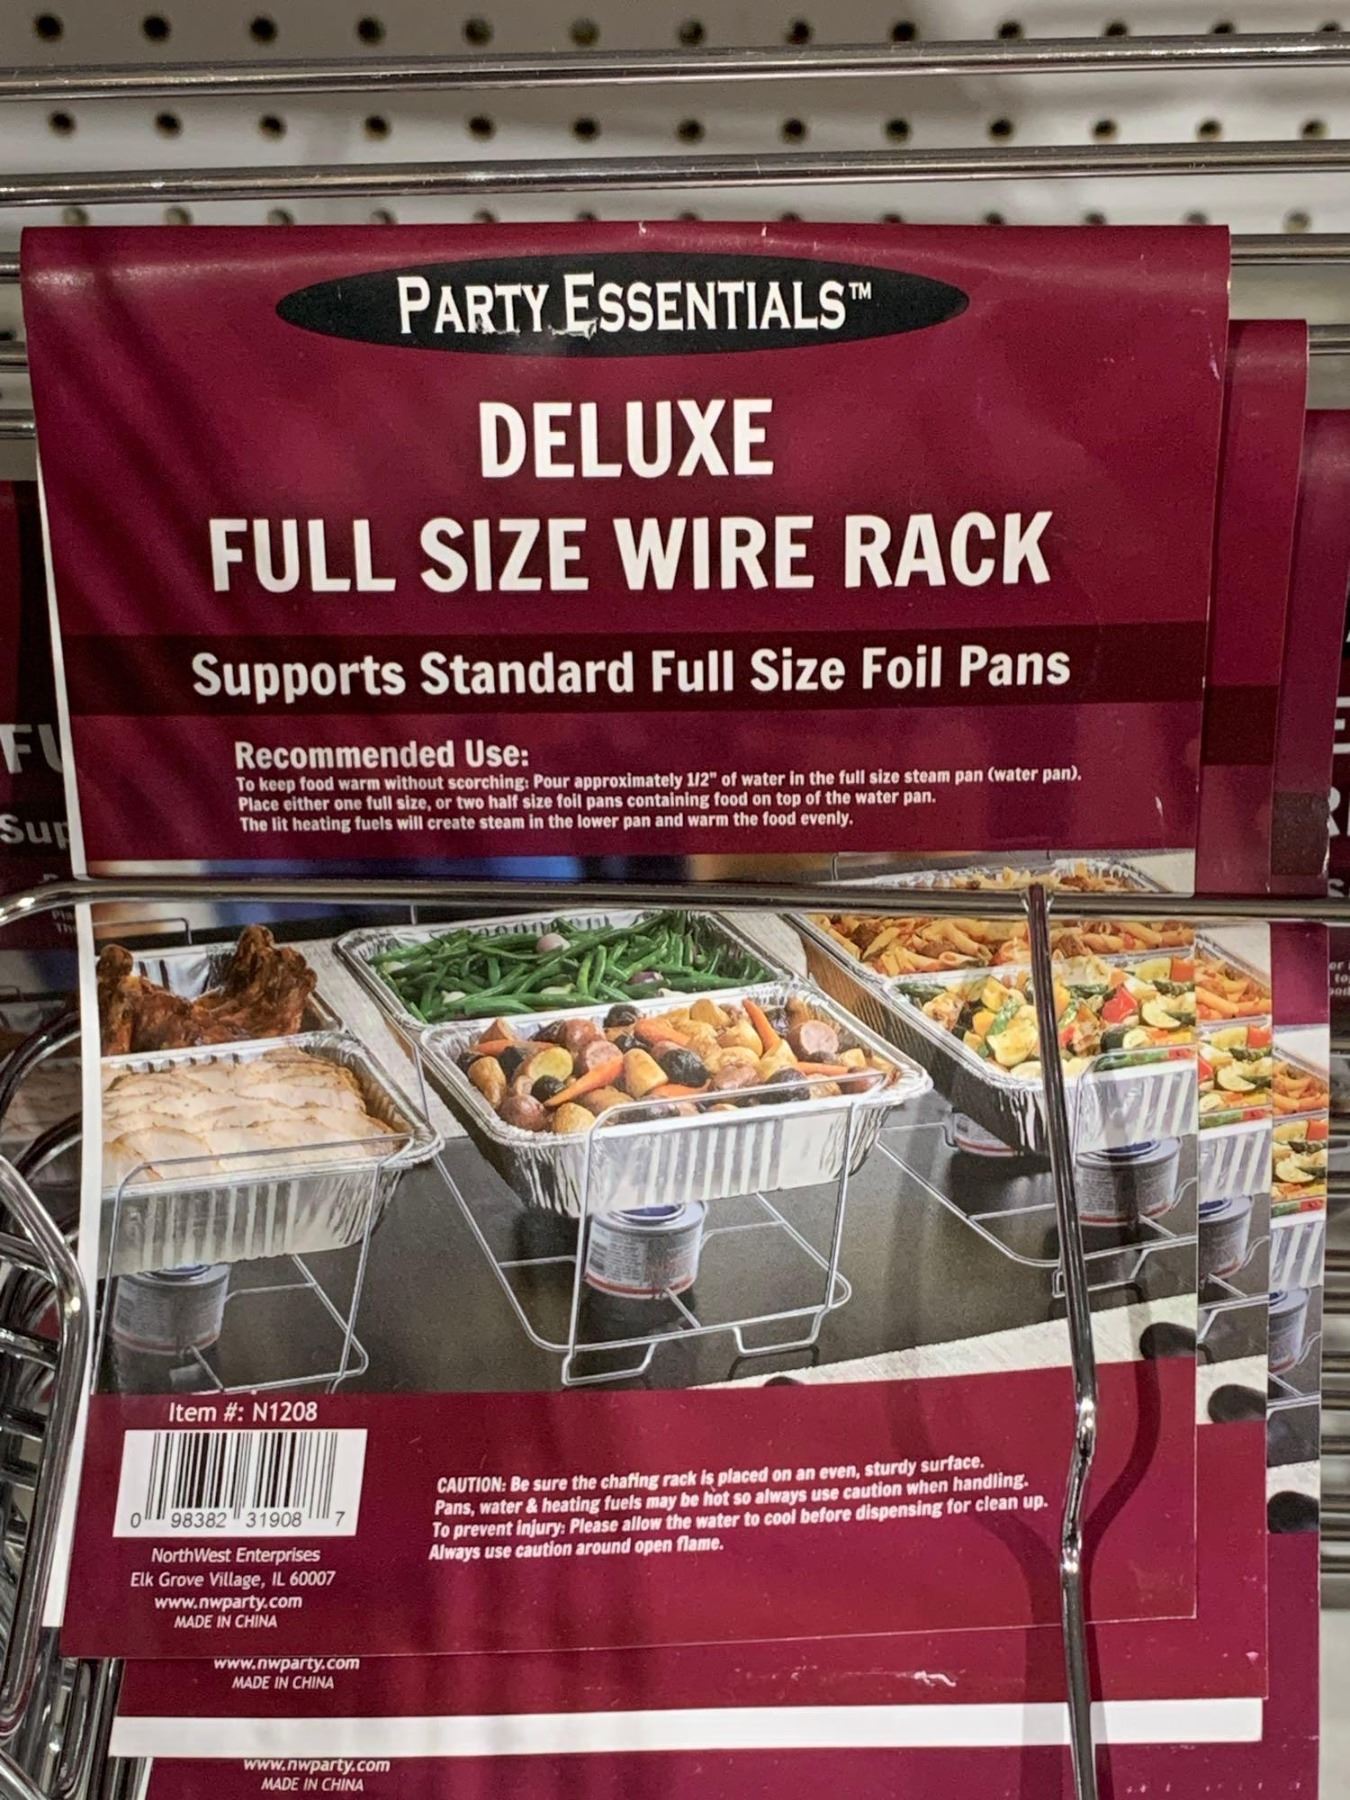 PARTY ESSENTIALS™
DELUXE
FULL SIZE WIRE RACK
Supports Standard Full Size Foil Pans
Recommended Use:
To keep food warm without scorching: Pour approximately 1/2" of water in the full size steam pan (water pan).
Place either one full size, or two half size foil pans containing food on top of the water pan.
The lit heating fuels will create steam in the lower pan and warm the food evenly.
FU
Sup
Item #: N1208
0 98382 31908 7
NorthWest Enterprises
Elk Grove Village, IL 60007
www.nwparty.com
MADE IN CHINA
CAUTION: Be sure the chafing rack is placed on an even, sturdy surface.
Pans, water & heating fuels may be hot so always use caution when handling.
To prevent injury: Please allow the water to cool before dispensing for clean up.
Always use caution around open flame.
www.nwparty.com
MADE IN CHINA
www.nwparty.com
MADE IN CHINA